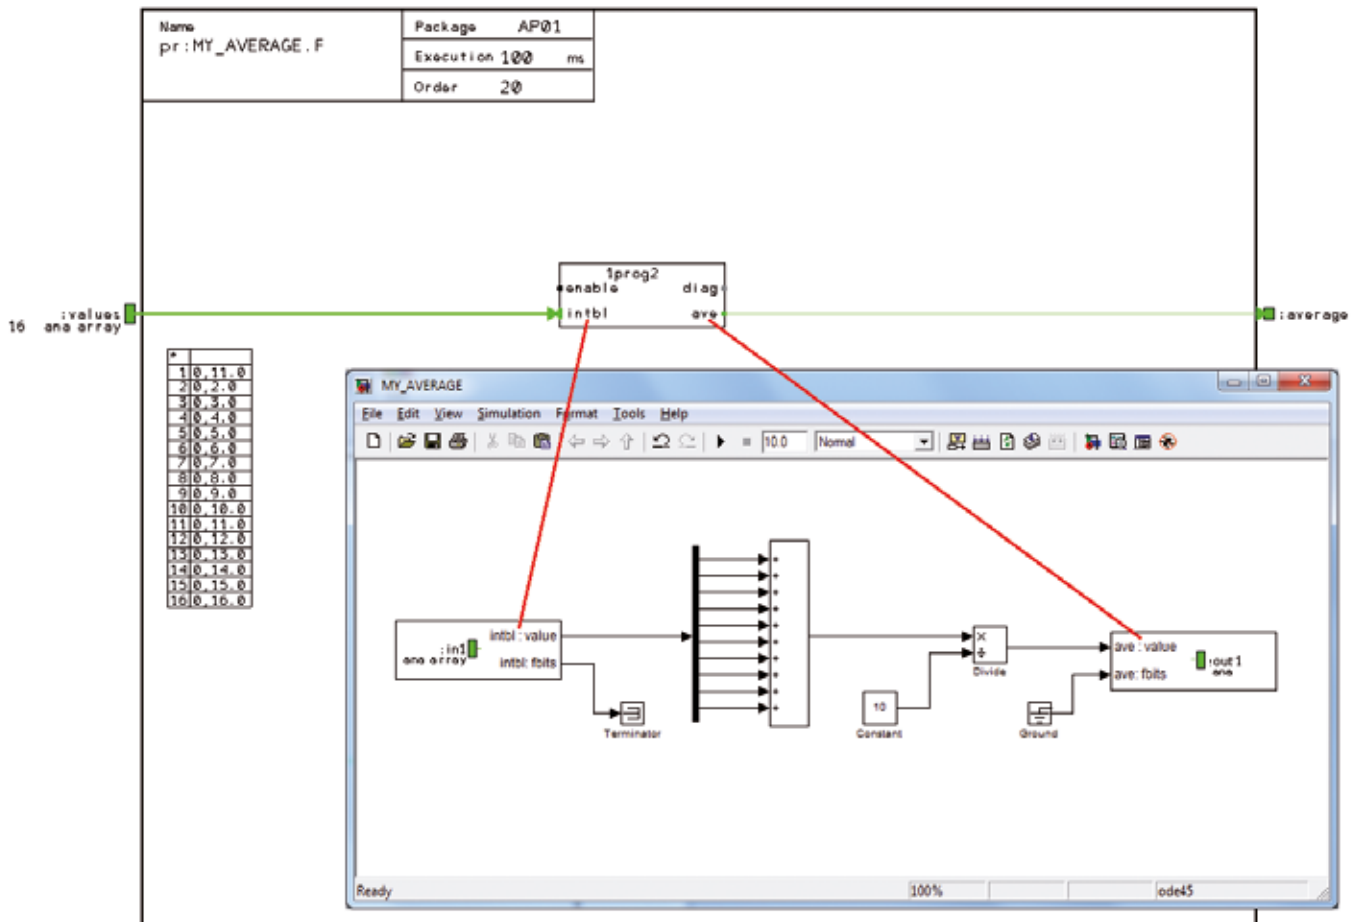 Name
pr:MY_AVERAGE.F
Package AP01
Execution 100 ms
Order 20
1prog2
enable diag
intbl ave
:values
16 ana array
:average
*
1 0,11.0
2 0,2.0
3 0,3.0
4 0,4.0
5 0,5.0
6 0,6.0
7 0,7.0
8 0,8.0
9 0,9.0
10 0,10.0
11 0,11.0
12 0,12.0
13 0,13.0
14 0,14.0
15 0,15.0
16 0,16.0
MY_AVERAGE
File Edit View Simulation Format Tools Help
10.0 Normal
:in1
ana array
intbl : value
intbl: fbits
Terminator
+
+
+
+
+
+
+
+
+
+
10
Constant
×
÷
Divide
Ground
ave : value
ave: fbits
:out1
ana
Ready 100% ode45